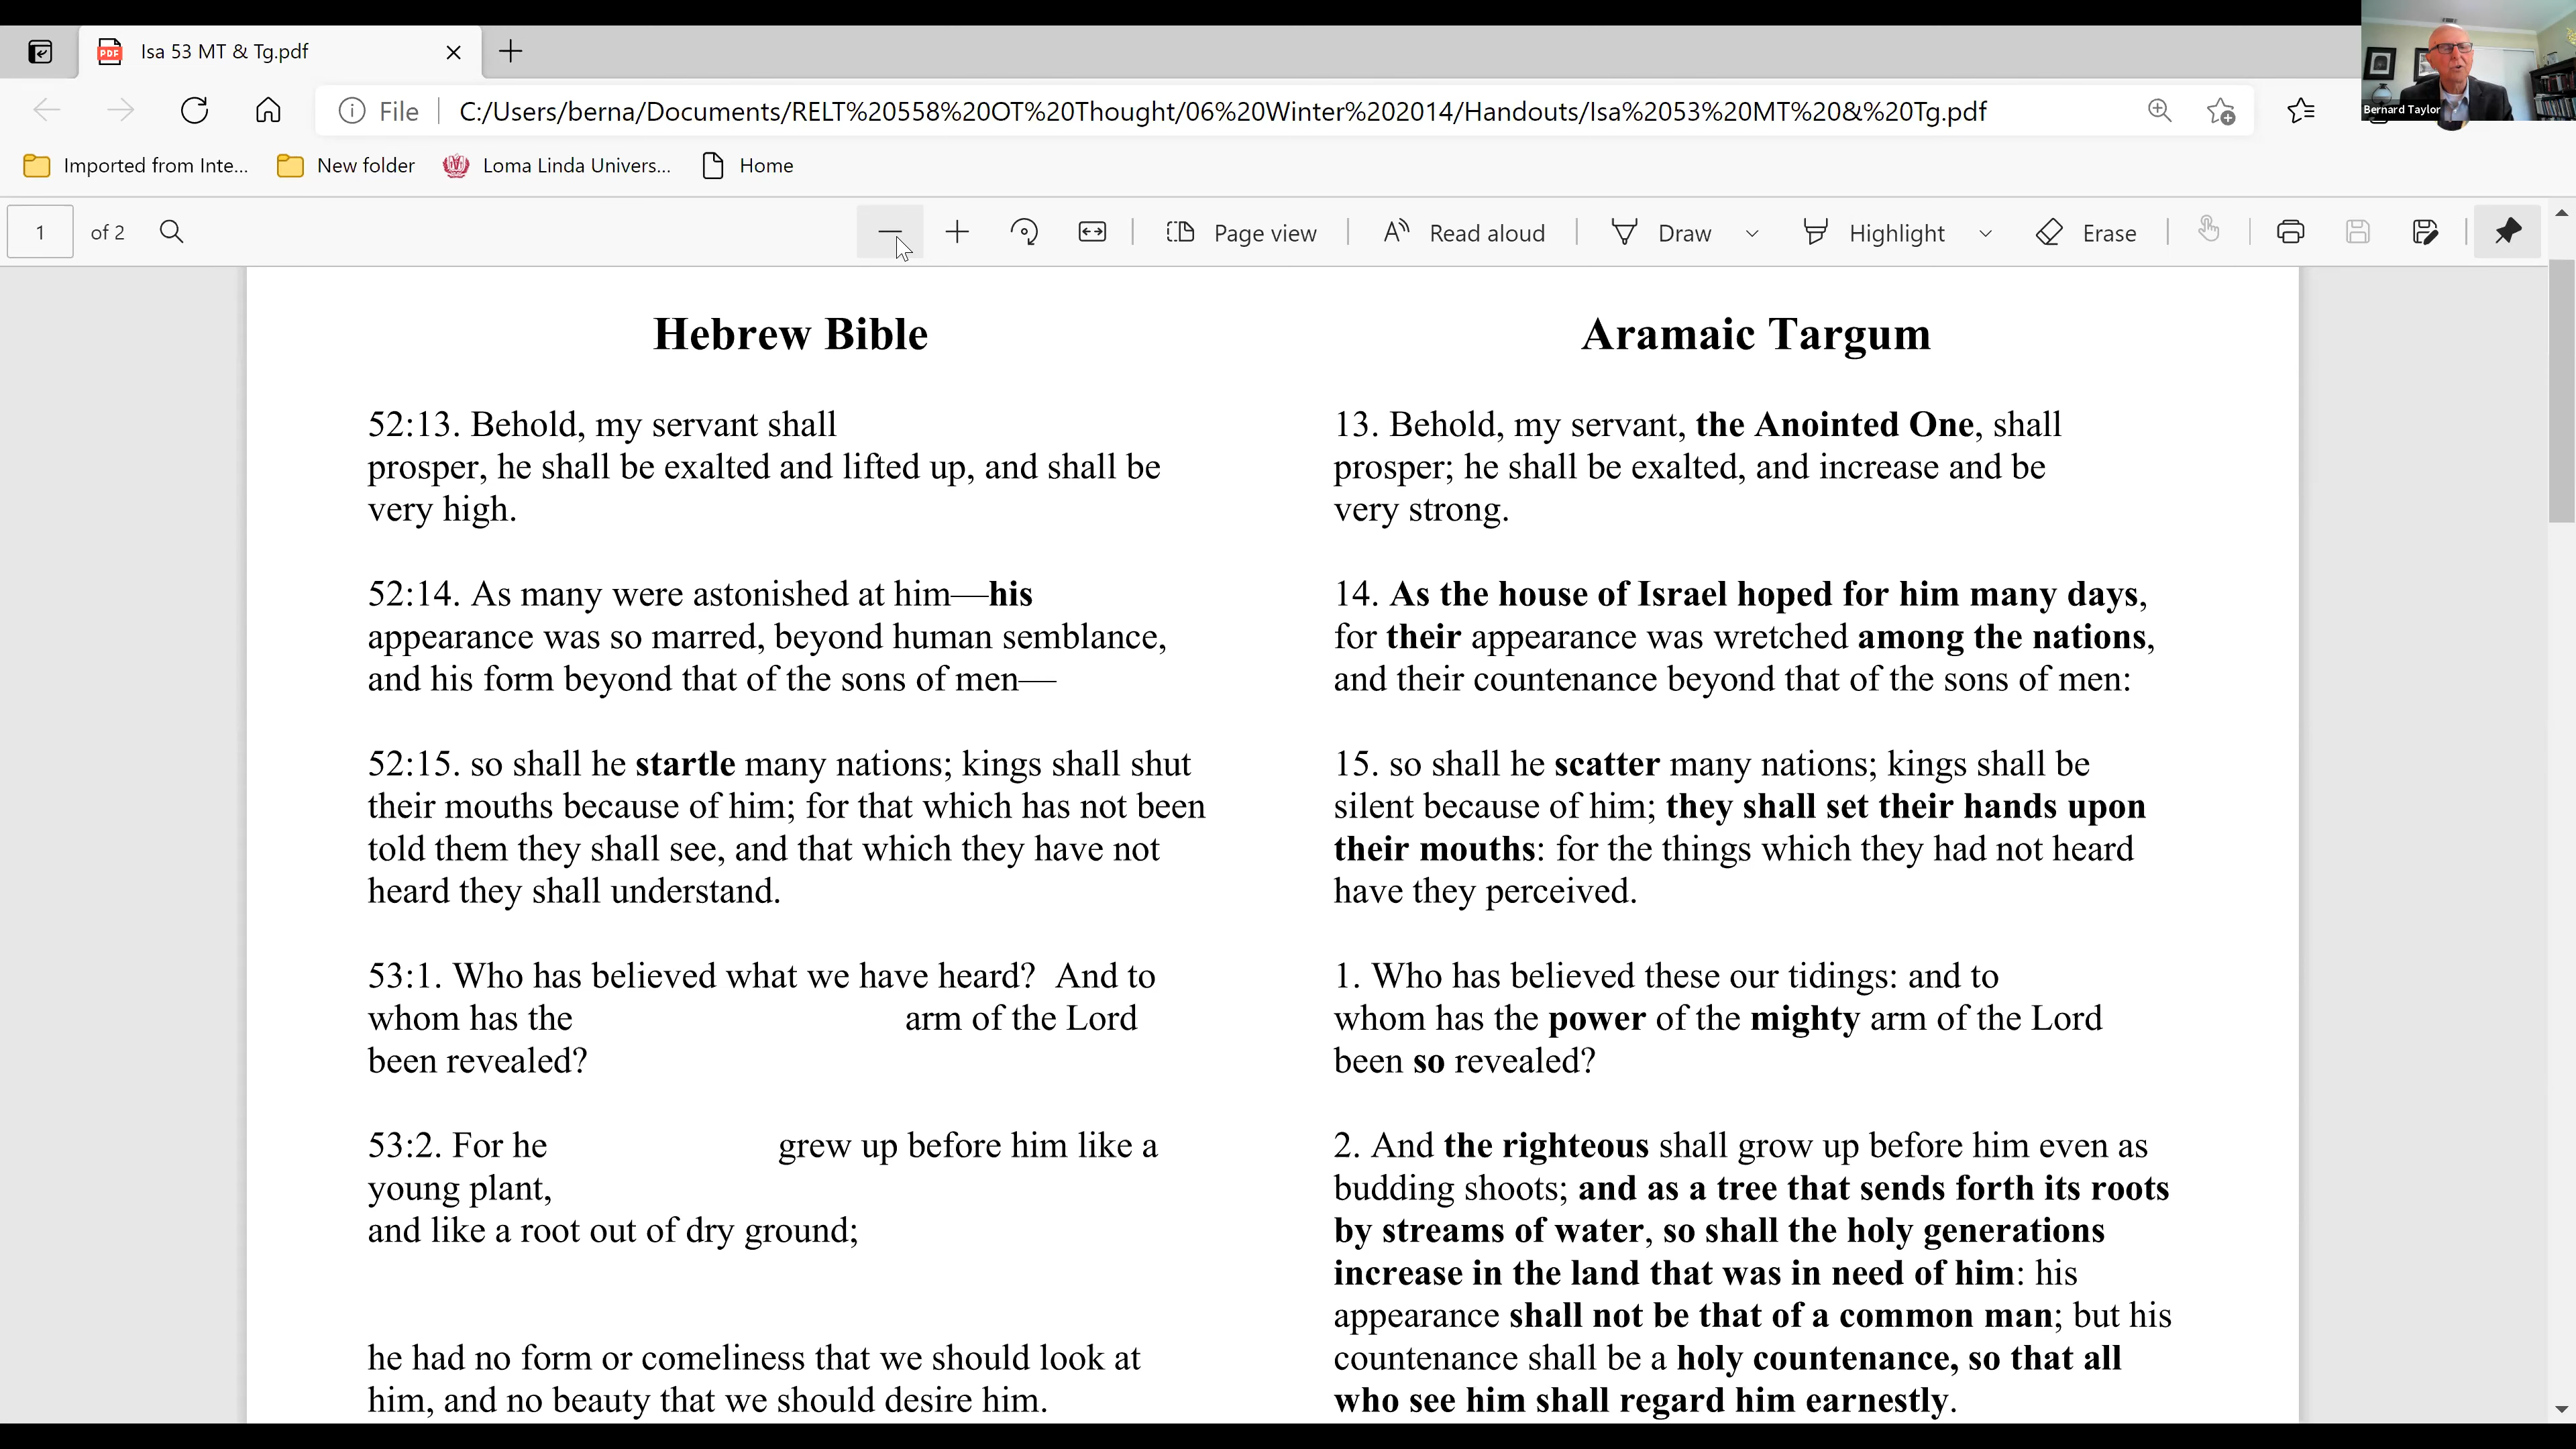 Isa 53 MT & Tg.pdf
File
C:/Users/berna/Documents/RELT%20558%20OT%20Thought/06%20Winter%202014/Handouts/Isa%2053%20MT%20&%20Tg.pdf
Bernard Taylor
Imported from Inte...
New folder
Loma Linda Univers...
Home
1 of 2
Page view
Read aloud
Draw
Highlight
Erase
Hebrew Bible
52:13. Behold, my servant shall
prosper, he shall be exalted and lifted up, and shall be
very high.
52:14. As many were astonished at him—his
appearance was so marred, beyond human semblance,
and his form beyond that of the sons of men—
52:15. so shall he startle many nations; kings shall shut
their mouths because of him; for that which has not been
told them they shall see, and that which they have not
heard they shall understand.
53:1. Who has believed what we have heard? And to
whom has the arm of the Lord
been revealed?
53:2. For he grew up before him like a
young plant,
and like a root out of dry ground;
he had no form or comeliness that we should look at
him, and no beauty that we should desire him.
Aramaic Targum
13. Behold, my servant, the Anointed One, shall
prosper; he shall be exalted, and increase and be
very strong.
14. As the house of Israel hoped for him many days,
for their appearance was wretched among the nations,
and their countenance beyond that of the sons of men:
15. so shall he scatter many nations; kings shall be
silent because of him; they shall set their hands upon
their mouths: for the things which they had not heard
have they perceived.
1. Who has believed these our tidings: and to
whom has the power of the mighty arm of the Lord
been so revealed?
2. And the righteous shall grow up before him even as
budding shoots; and as a tree that sends forth its roots
by streams of water, so shall the holy generations
increase in the land that was in need of him: his
appearance shall not be that of a common man; but his
countenance shall be a holy countenance, so that all
who see him shall regard him earnestly.